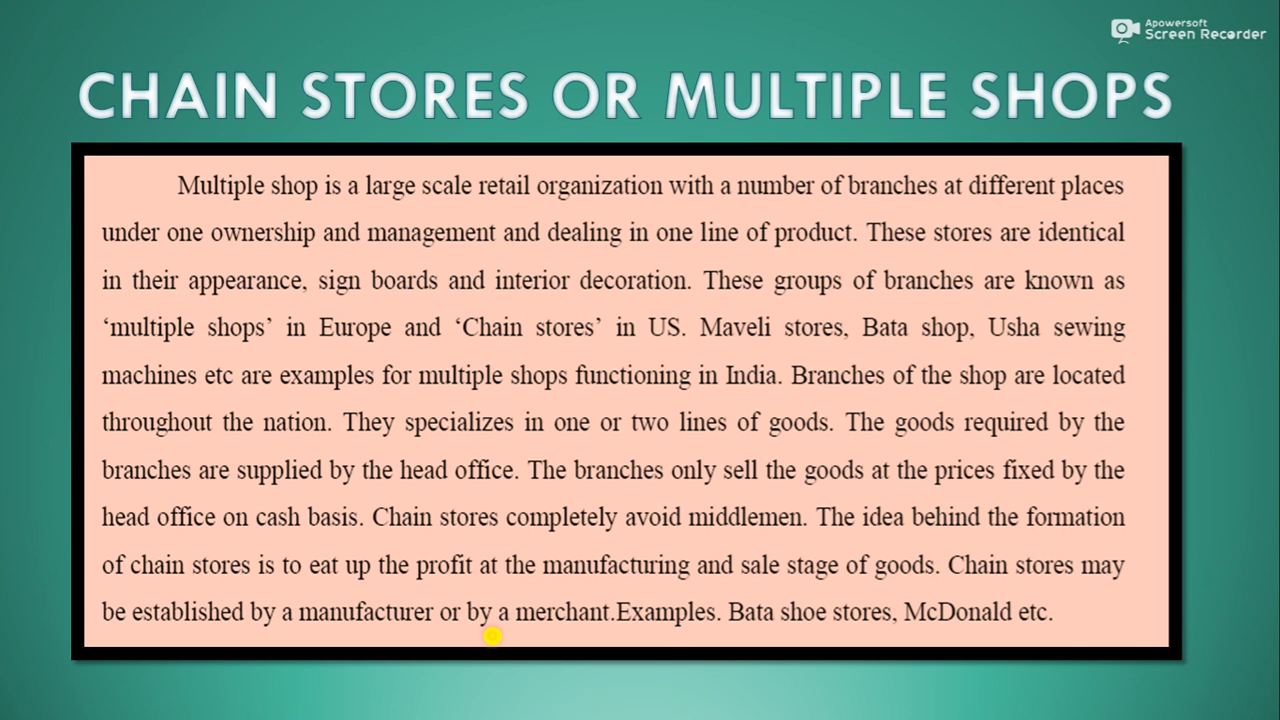 Apowersoft
Screen Recorder
CHAIN STORES OR MULTIPLE SHOPS
Multiple shop is a large scale retail organization with a number of branches at different places
under one ownership and management and dealing in one line of product. These stores are identical
in their appearance, sign boards and interior decoration. These groups of branches are known as
‘multiple shops’ in Europe and ‘Chain stores’ in US. Maveli stores, Bata shop, Usha sewing
machines etc are examples for multiple shops functioning in India. Branches of the shop are located
throughout the nation. They specializes in one or two lines of goods. The goods required by the
branches are supplied by the head office. The branches only sell the goods at the prices fixed by the
head office on cash basis. Chain stores completely avoid middlemen. The idea behind the formation
of chain stores is to eat up the profit at the manufacturing and sale stage of goods. Chain stores may
be established by a manufacturer or by a merchant.Examples. Bata shoe stores, McDonald etc.